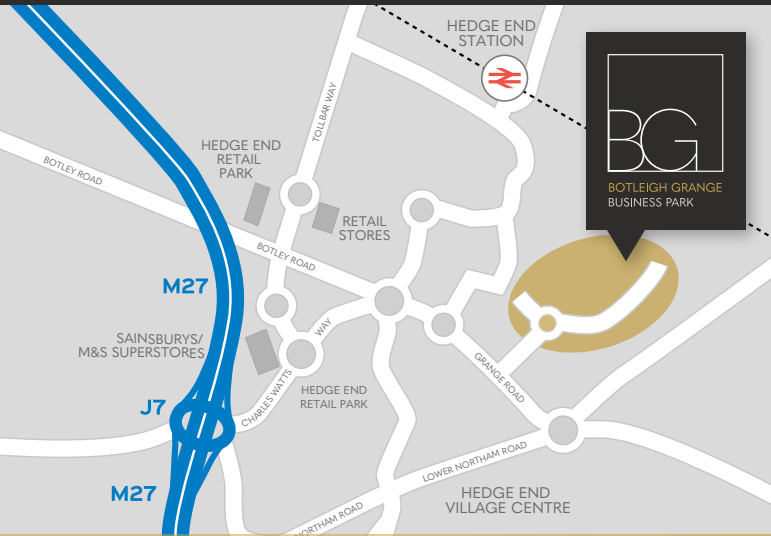 HEDGE END
STATION
TOLLBAR WAY
BG
BOTLEIGH GRANGE
BUSINESS PARK
HEDGE END
RETAIL
PARK
BOTLEY ROAD
RETAIL
STORES
BOTLEY ROAD
M27
WAY
SAINSBURYS/
M&S SUPERSTORES
GRANGE ROAD
CHARLES WATTS
HEDGE END
RETAIL PARK
J7
LOWER NORTHAM ROAD
M27
HEDGE END
VILLAGE CENTRE
NORTHAM ROAD